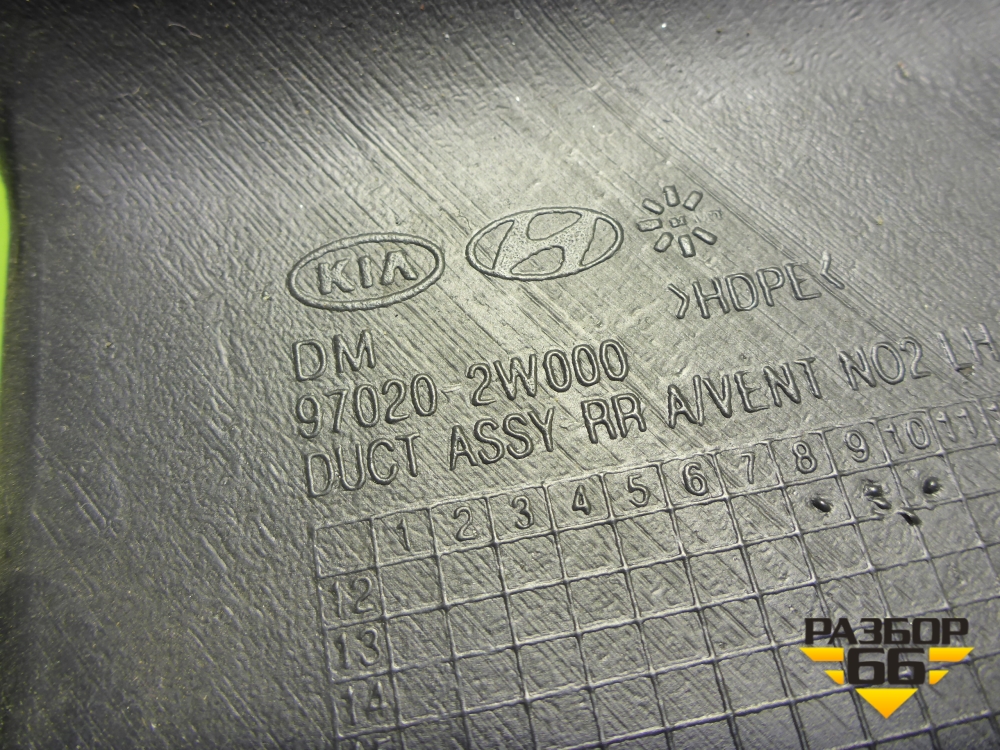 KIA
>HDPE<
DM
97020-2W000
DUCT ASSY RR A/VENT NO2 LH
1 2 3 4 5 6 7 8 9 10 11
12
13
14
РАЗБОР
66